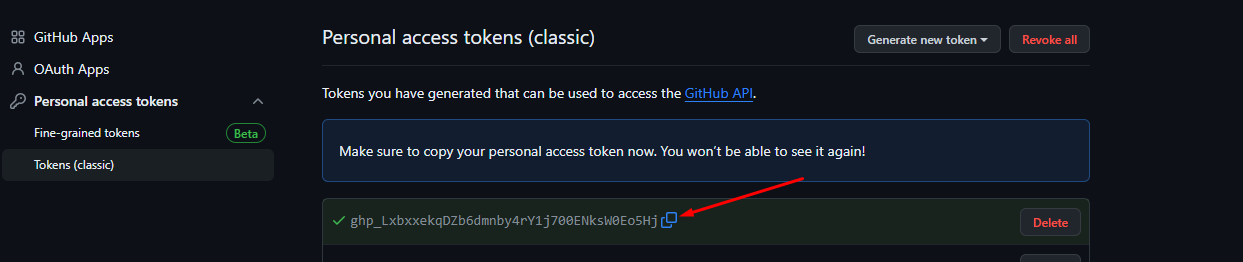 GitHub Apps
OAuth Apps
Personal access tokens
Fine-grained tokens Beta
Tokens (classic)
Personal access tokens (classic)
Generate new token
Revoke all
Tokens you have generated that can be used to access the GitHub API.
Make sure to copy your personal access token now. You won't be able to see it again!
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
Delete